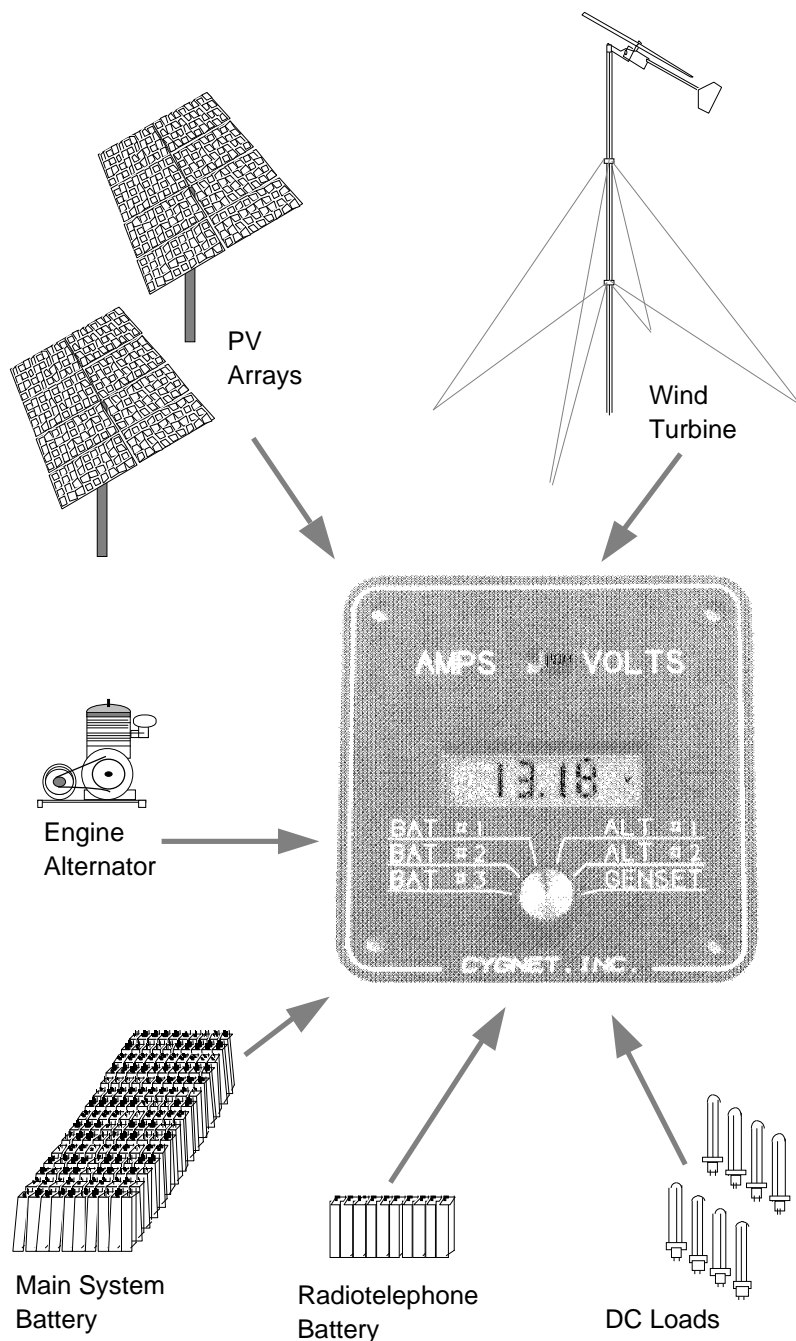 PV
Arrays
Wind
Turbine
AMPS VOLTS
13.18
Engine
Alternator
BAT #1 ALT #1
BAT #2 ALT #2
BAT #3 GENSET
CYGNET, INC.
Main System
Battery
Radiotelephone
Battery
DC Loads